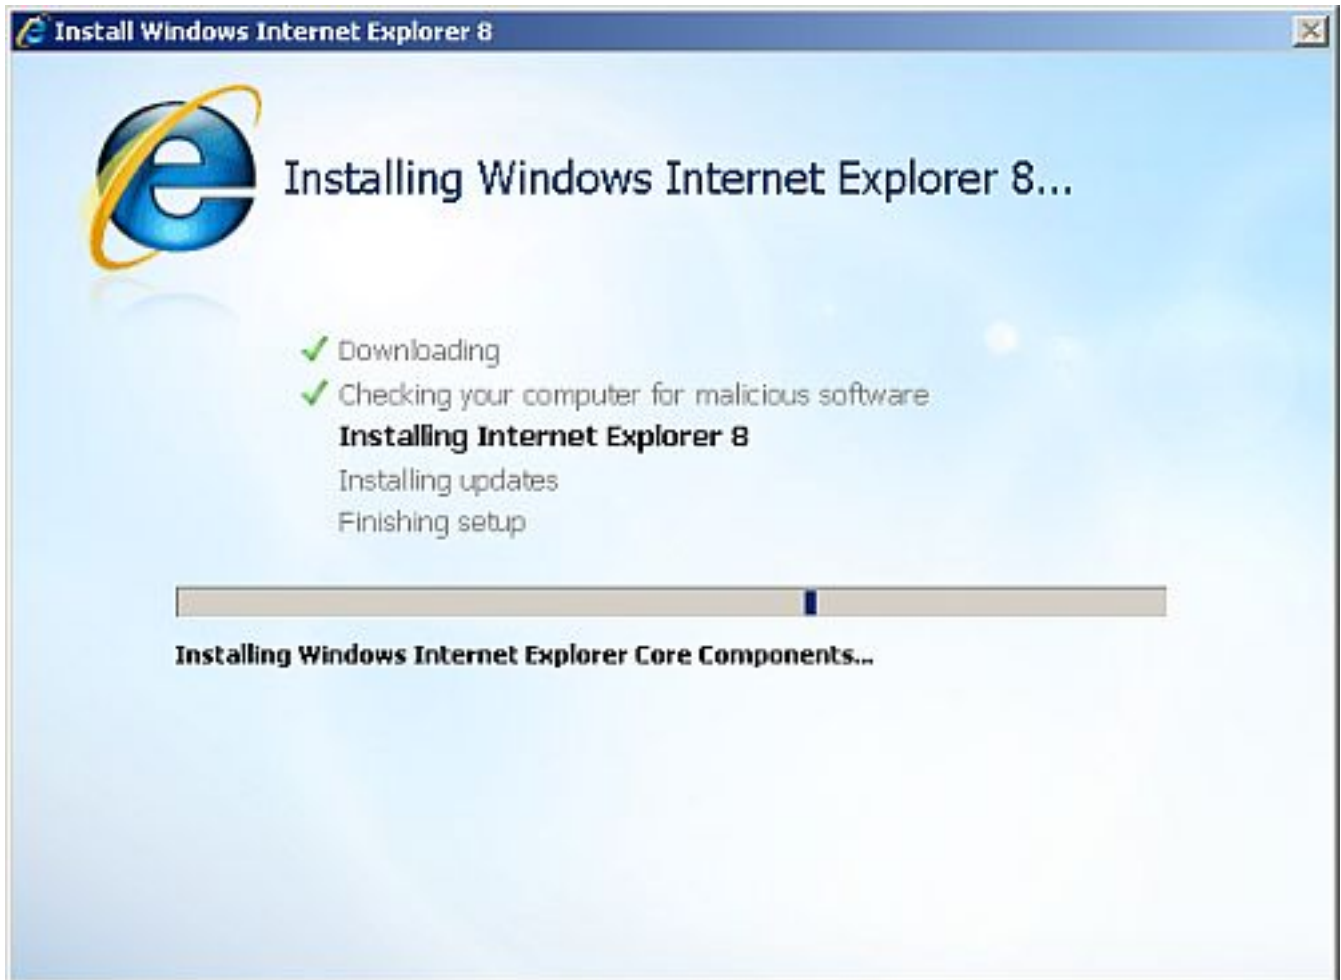 Install Windows Internet Explorer 8
Installing Windows Internet Explorer 8...
Downloading
Checking your computer for malicious software
Installing Internet Explorer 8
Installing updates
Finishing setup
Installing Windows Internet Explorer Core Components...